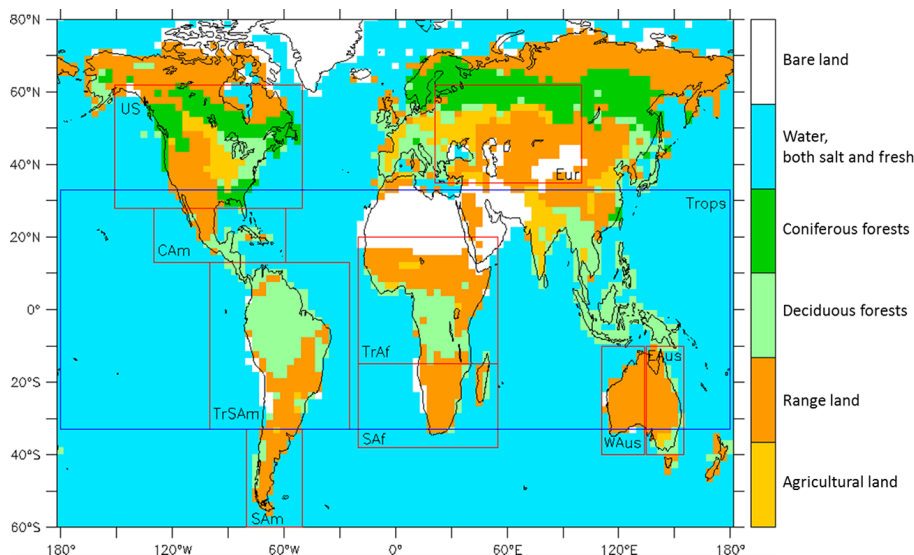 80°N
60°N
40°N
20°N
0°
20°S
40°S
60°S
180°
120°W
60°W
0°
60°E
120°E
180°
US
Eur
Trops
CAm
TrAf
TrSAm
SAf
EAus
WAus
SAm
Bare land
Water,
both salt and fresh
Coniferous forests
Deciduous forests
Range land
Agricultural land